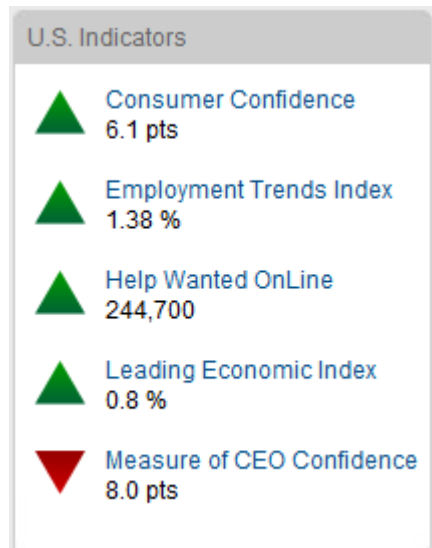 U.S. Indicators
Consumer Confidence
6.1 pts
Employment Trends Index
1.38 %
Help Wanted OnLine
244,700
Leading Economic Index
0.8 %
Measure of CEO Confidence
8.0 pts